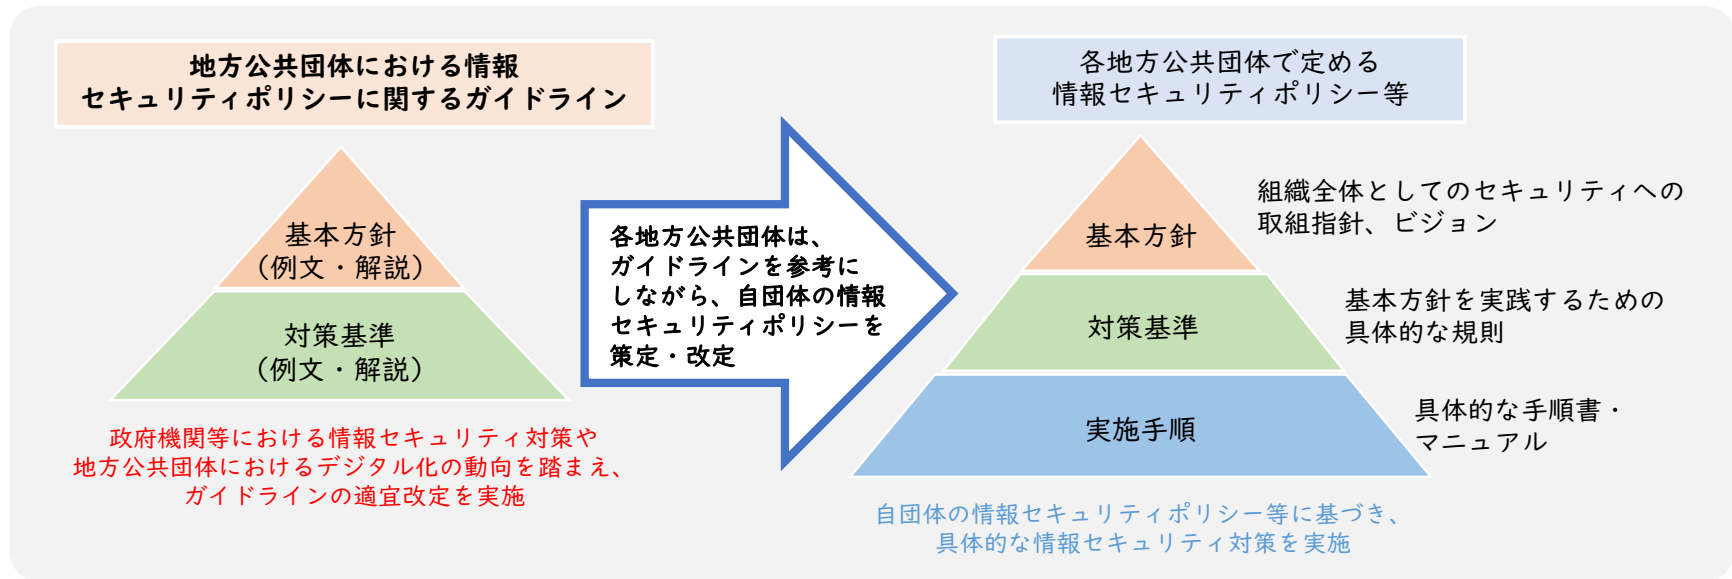 地方公共団体における情報
セキュリティポリシーに関するガイドライン
基本方針
（例文・解説）
対策基準
（例文・解説）
政府機関等における情報セキュリティ対策や
地方公共団体におけるデジタル化の動向を踏まえ、
ガイドラインの適宜改定を実施
各地方公共団体は、
ガイドラインを参考に
しながら、自団体の情報
セキュリティポリシーを
策定・改定
各地方公共団体で定める
情報セキュリティポリシー等
基本方針
組織全体としてのセキュリティへの
取組指針、ビジョン
対策基準
基本方針を実践するための
具体的な規則
実施手順
具体的な手順書・
マニュアル
自団体の情報セキュリティポリシー等に基づき、
具体的な情報セキュリティ対策を実施